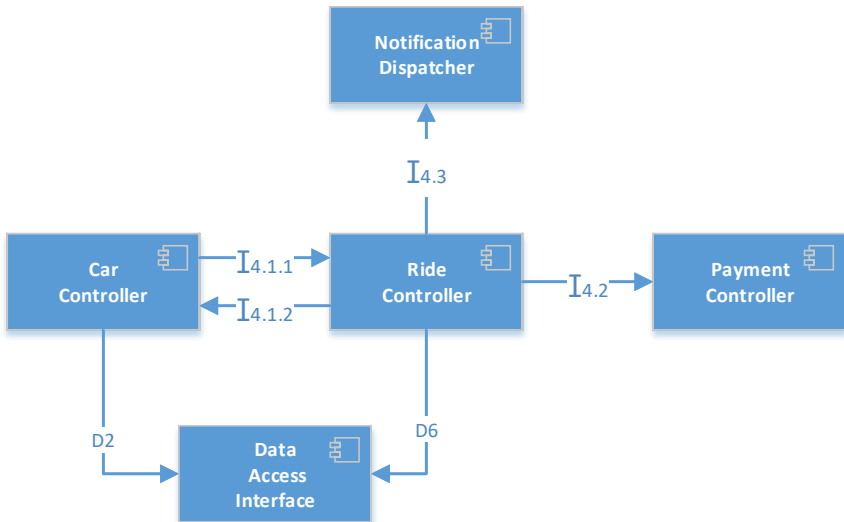 Notification
Dispatcher
I4.3
Car
Controller
I4.1.1
I4.1.2
Ride
Controller
I4.2
Payment
Controller
D2
D6
Data
Access
Interface